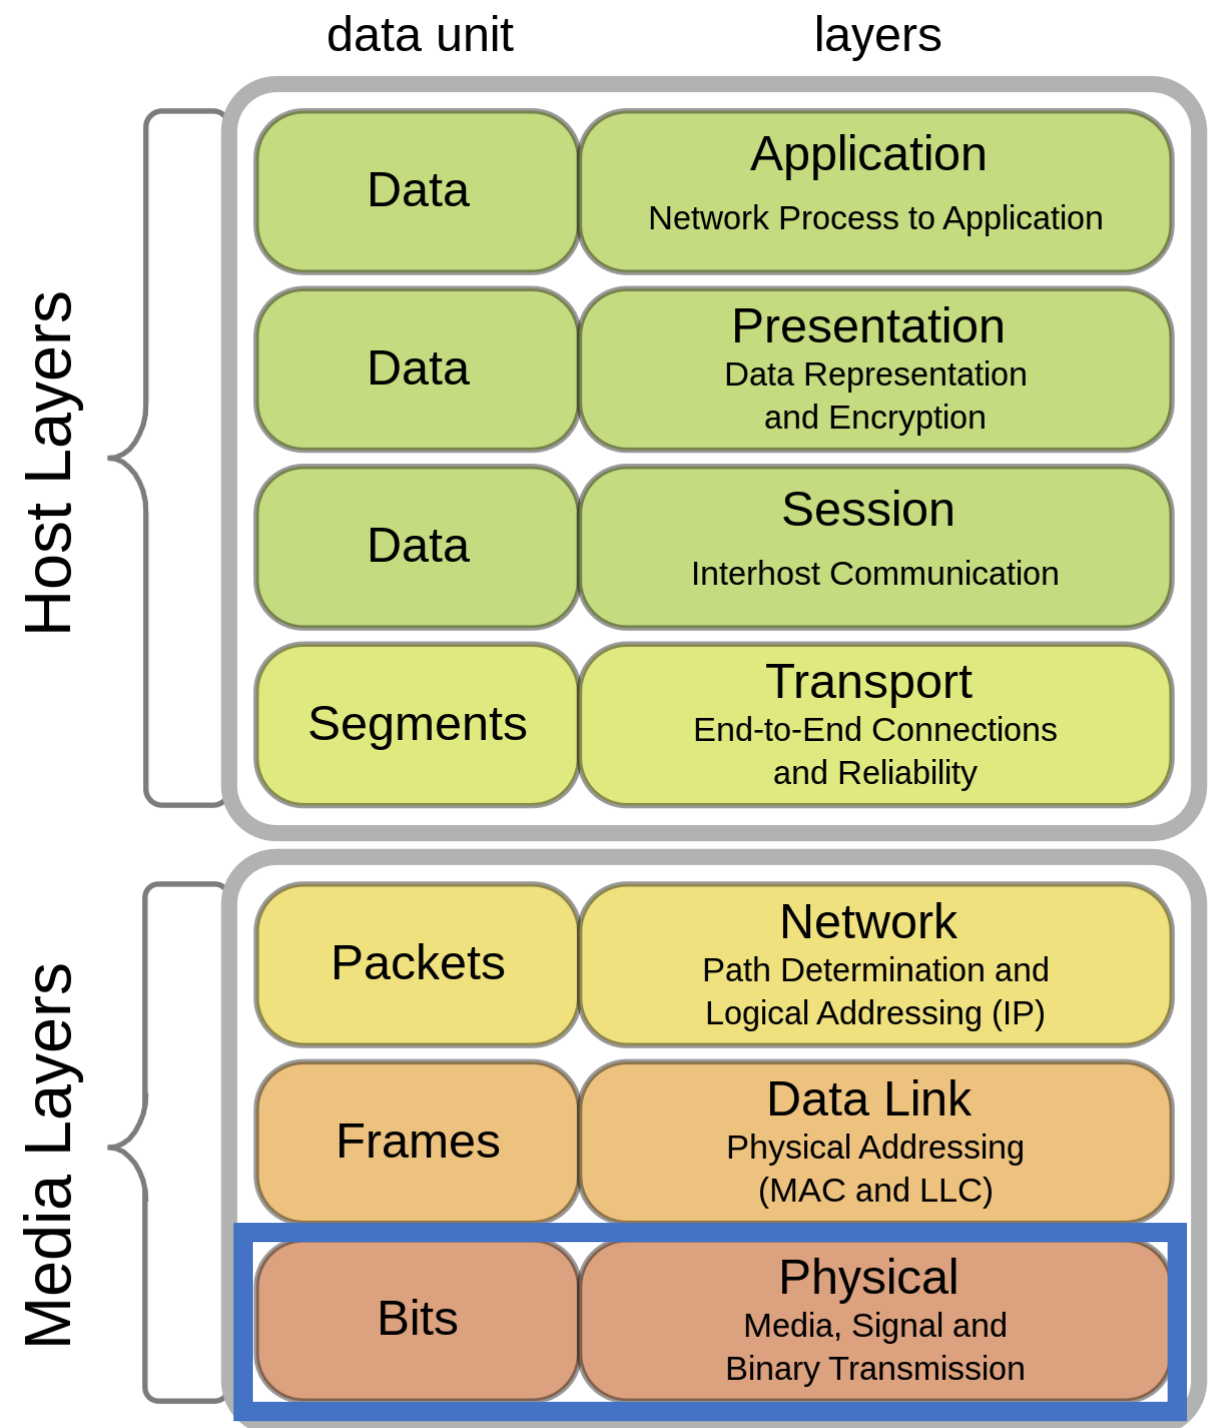 data unit
layers
Host Layers
Data
Application
Network Process to Application
Data
Presentation
Data Representation
and Encryption
Data
Session
Interhost Communication
Segments
Transport
End-to-End Connections
and Reliability
Media Layers
Packets
Network
Path Determination and
Logical Addressing (IP)
Frames
Data Link
Physical Addressing
(MAC and LLC)
Bits
Physical
Media, Signal and
Binary Transmission